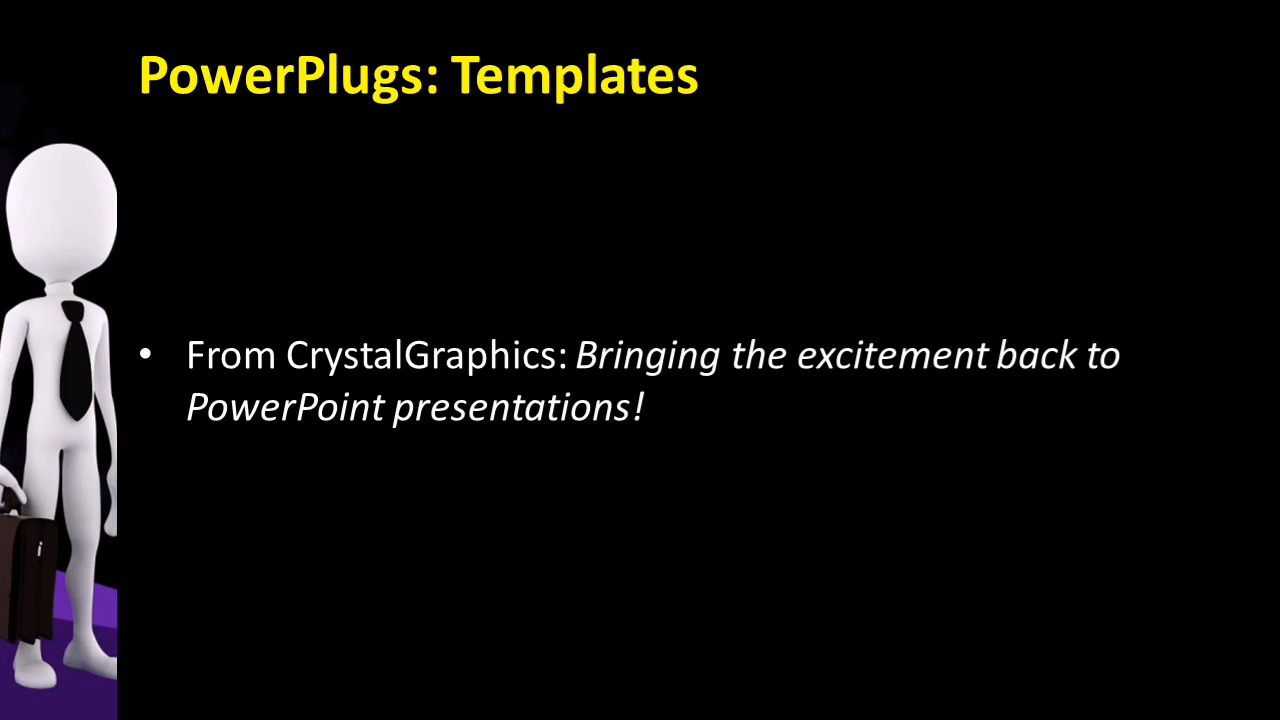 PowerPlugs: Templates
• From CrystalGraphics: Bringing the excitement back to
PowerPoint presentations!